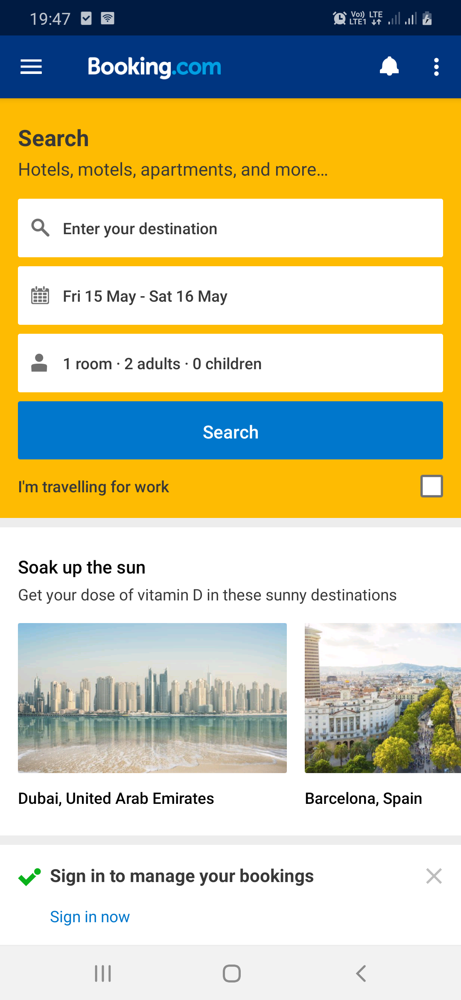 19:47
Vo)) LTE
LTE1
Booking.com
Search
Hotels, motels, apartments, and more...
Enter your destination
Fri 15 May - Sat 16 May
1 room · 2 adults · 0 children
Search
I'm travelling for work
Soak up the sun
Get your dose of vitamin D in these sunny destinations
Dubai, United Arab Emirates
Barcelona, Spain
Sign in to manage your bookings
Sign in now